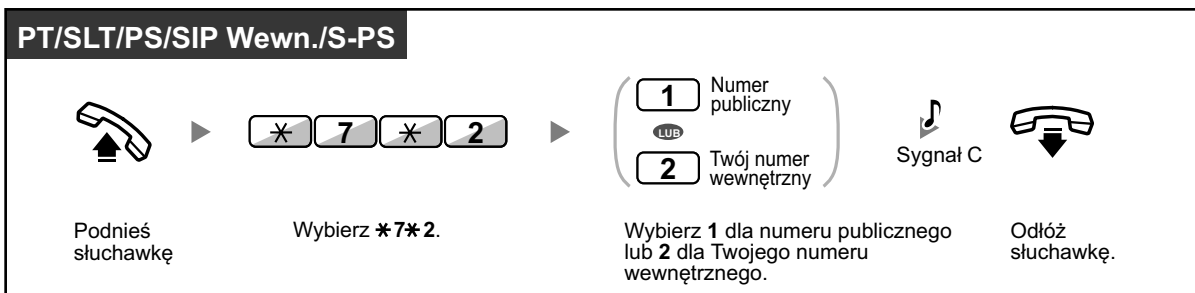 PT/SLT/PS/SIP Wewn./S-PS
1 Numer
publiczny
✳ 7 ✳ 2
LUB
2 Twój numer
wewnętrzny
Sygnał C
Podnieś
słuchawkę
Wybierz ✳7✳2.
Wybierz 1 dla numeru publicznego
lub 2 dla Twojego numeru
wewnętrznego.
Odłóż
słuchawkę.